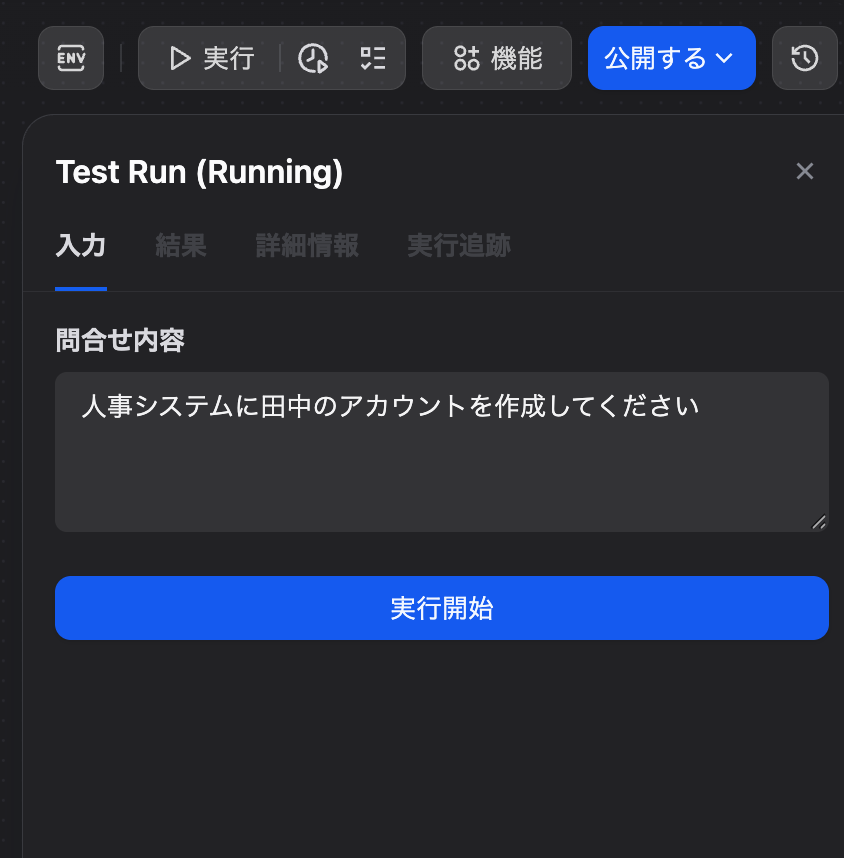 ENV
実行
機能
公開する
Test Run (Running)
入力 結果 詳細情報 実行追跡
問合せ内容
人事システムに田中のアカウントを作成してください
実行開始